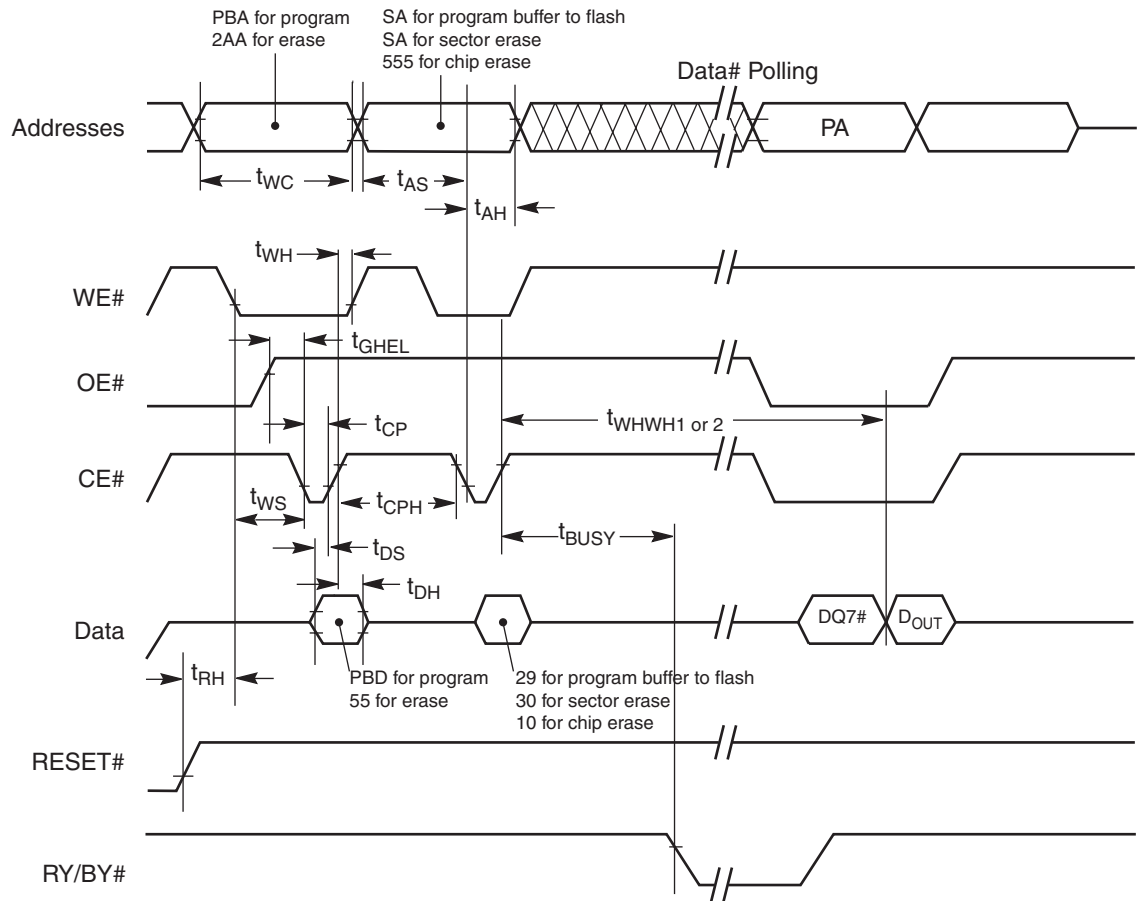 PBA for program
2AA for erase
SA for program buffer to flash
SA for sector erase
555 for chip erase
Data# Polling
Addresses
PA
tWC
tAS
tAH
tWH
WE#
tGHEL
OE#
tCP
tWHWH1 or 2
CE#
tWS
tCPH
tBUSY
tDS
tDH
Data
DQ7#
DOUT
tRH
PBD for program
55 for erase
29 for program buffer to flash
30 for sector erase
10 for chip erase
RESET#
RY/BY#